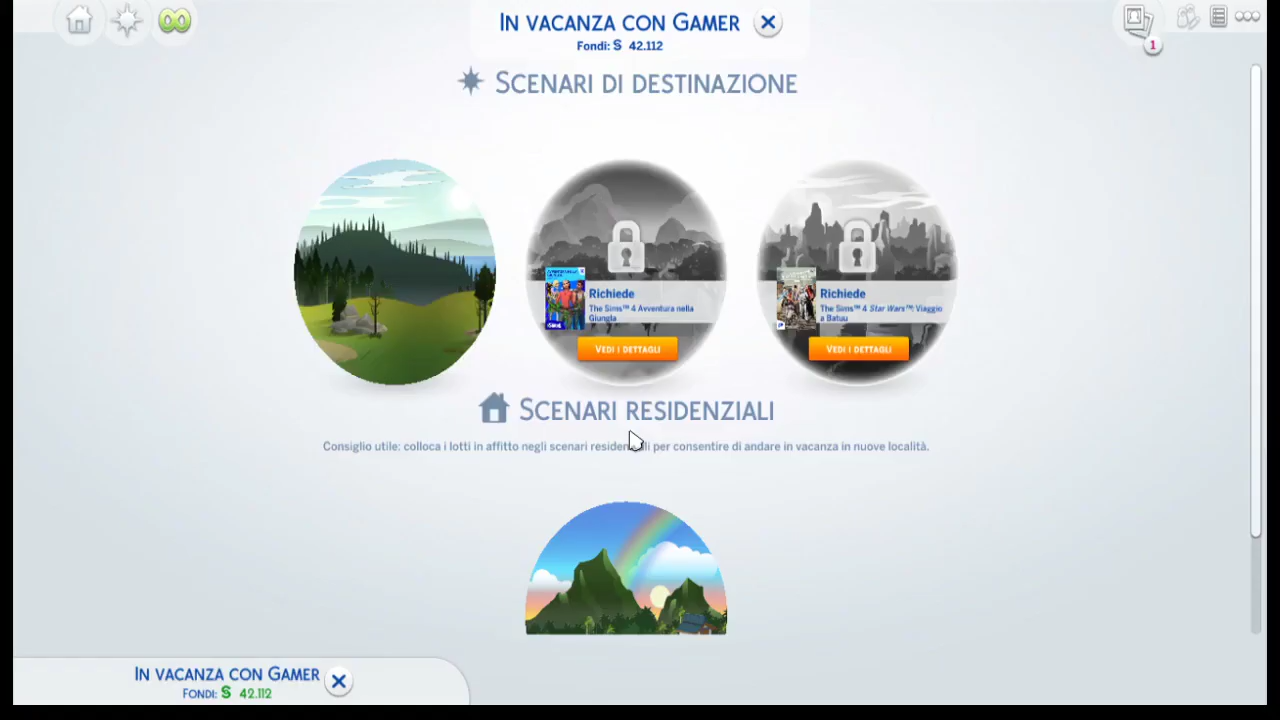 In vacanza con Gamer
Fondi: § 42.112
1
Scenari di destinazione
Richiede
The Sims™ 4 Avventura nella
Giungla
Vedi i dettagli
Richiede
The Sims™ 4 Star Wars™: Viaggio
a Batuu
Vedi i dettagli
Scenari residenziali
Consiglio utile: colloca i lotti in affitto negli scenari residenziali per consentire di andare in vacanza in nuove località.
In vacanza con Gamer
Fondi: § 42.112